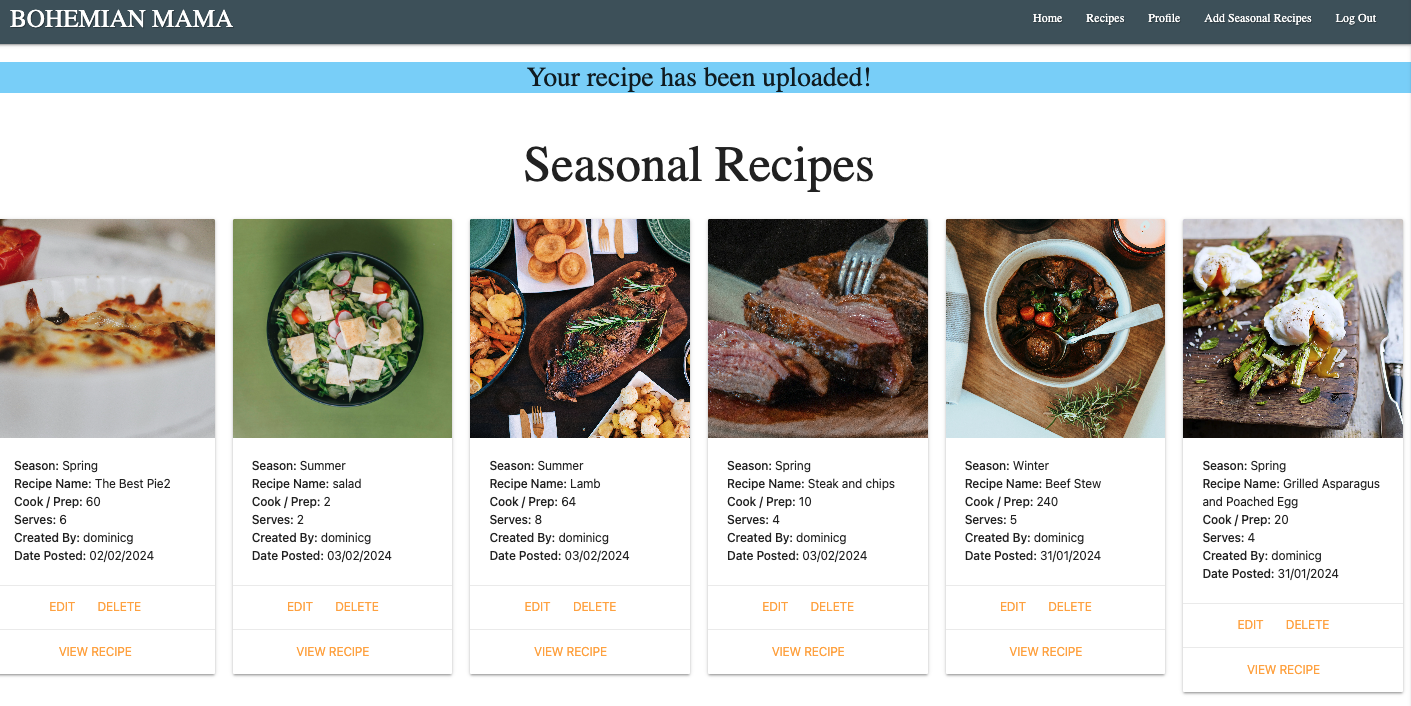 BOHEMIAN MAMA
Home Recipes Profile Add Seasonal Recipes Log Out
Your recipe has been uploaded!
Seasonal Recipes
Season: Spring
Recipe Name: The Best Pie2
Cook / Prep: 60
Serves: 6
Created By: dominicg
Date Posted: 02/02/2024
EDIT DELETE
VIEW RECIPE
Season: Summer
Recipe Name: salad
Cook / Prep: 2
Serves: 2
Created By: dominicg
Date Posted: 03/02/2024
EDIT DELETE
VIEW RECIPE
Season: Summer
Recipe Name: Lamb
Cook / Prep: 64
Serves: 8
Created By: dominicg
Date Posted: 03/02/2024
EDIT DELETE
VIEW RECIPE
Season: Spring
Recipe Name: Steak and chips
Cook / Prep: 10
Serves: 4
Created By: dominicg
Date Posted: 03/02/2024
EDIT DELETE
VIEW RECIPE
Season: Winter
Recipe Name: Beef Stew
Cook / Prep: 240
Serves: 5
Created By: dominicg
Date Posted: 31/01/2024
EDIT DELETE
VIEW RECIPE
Season: Spring
Recipe Name: Grilled Asparagus
and Poached Egg
Cook / Prep: 20
Serves: 4
Created By: dominicg
Date Posted: 31/01/2024
EDIT DELETE
VIEW RECIPE